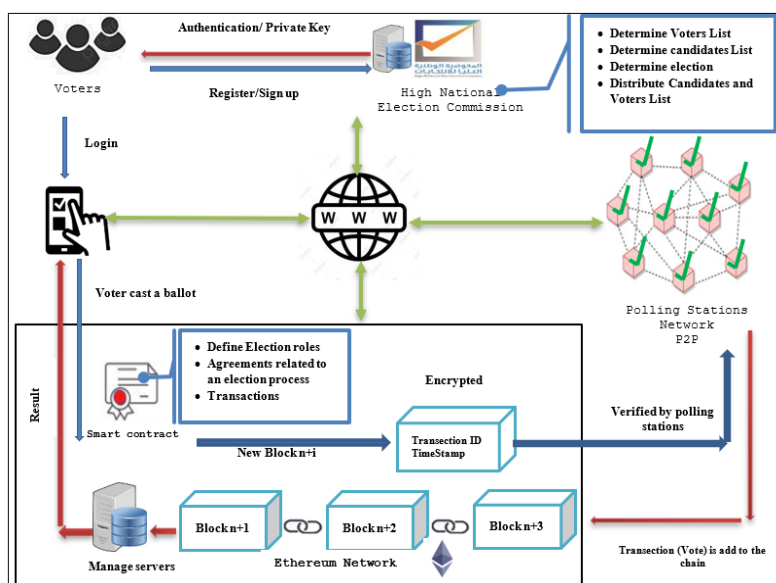 Authentication/ Private Key
Voters
Register/Sign up
High National
Election Commission
Determine Voters List
Determine candidates List
Determine election
Distribute Candidates and
Voters List
Login
W W W
Voter cast a ballot
Polling Stations
Network
P2P
Define Election roles
Agreements related to
an election process
Transactions
Smart contract
Encrypted
Transection ID
TimeStamp
New Block n+i
Verified by polling
stations
Result
Block n+1
Block n+2
Block n+3
Ethereum Network
Manage servers
Transection (Vote) is add to the
chain